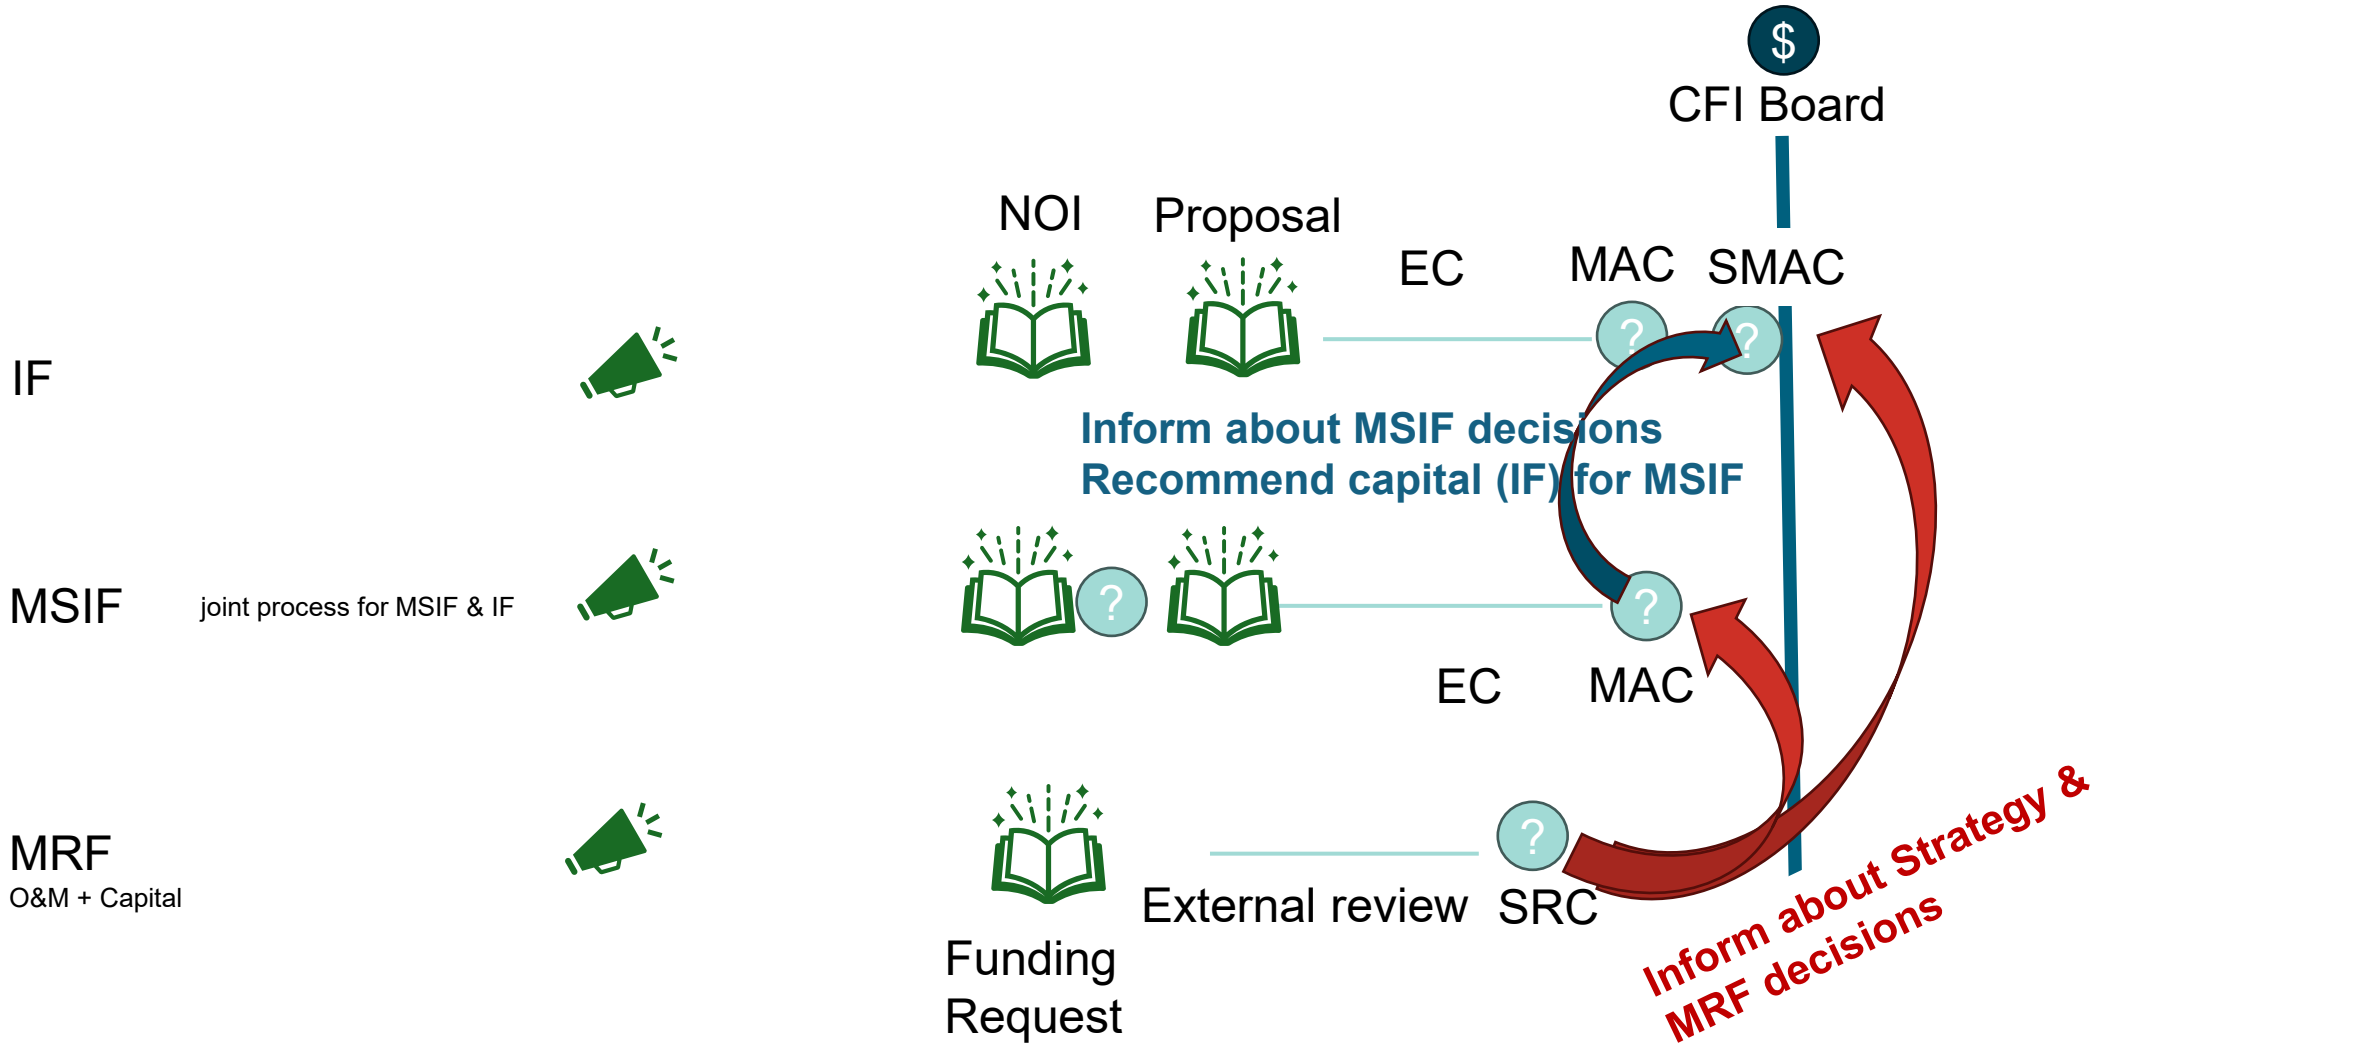 $
CFI Board
NOI
Proposal
EC
MAC
SMAC
?
?
IF
Inform about MSIF decisions
Recommend capital (IF) for MSIF
MSIF
joint process for MSIF & IF
?
?
EC
MAC
MRF
O&M + Capital
?
External review
SRC
Funding
Request
Inform about Strategy &
MRF decisions